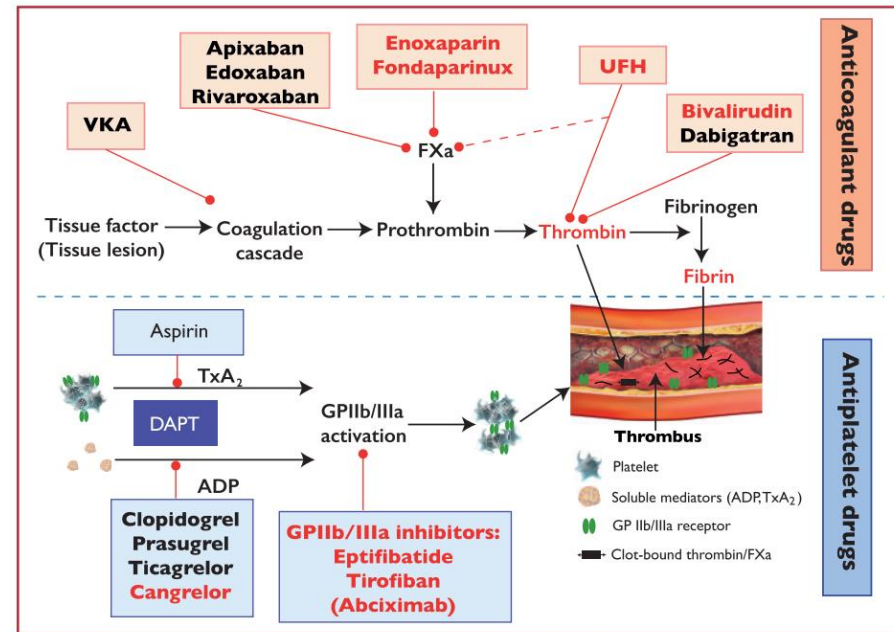 Apixaban
Edoxaban
Rivaroxaban
Enoxaparin
Fondaparinux
UFH
VKA
Bivalirudin
Dabigatran
FXa
Tissue factor
(Tissue lesion)
Coagulation
cascade
Prothrombin
Thrombin
Fibrinogen
Fibrin
Anticoagulant drugs
Aspirin
TxA₂
DAPT
ADP
GPIIb/IIIa
activation
Clopidogrel
Prasugrel
Ticagrelor
Cangrelor
GPIIb/IIIa inhibitors:
Eptifibatide
Tirofiban
(Abciximab)
Thrombus
Platelet
Soluble mediators (ADP,TxA₂)
GP IIb/IIIa receptor
Clot-bound thrombin/FXa
Antiplatelet drugs